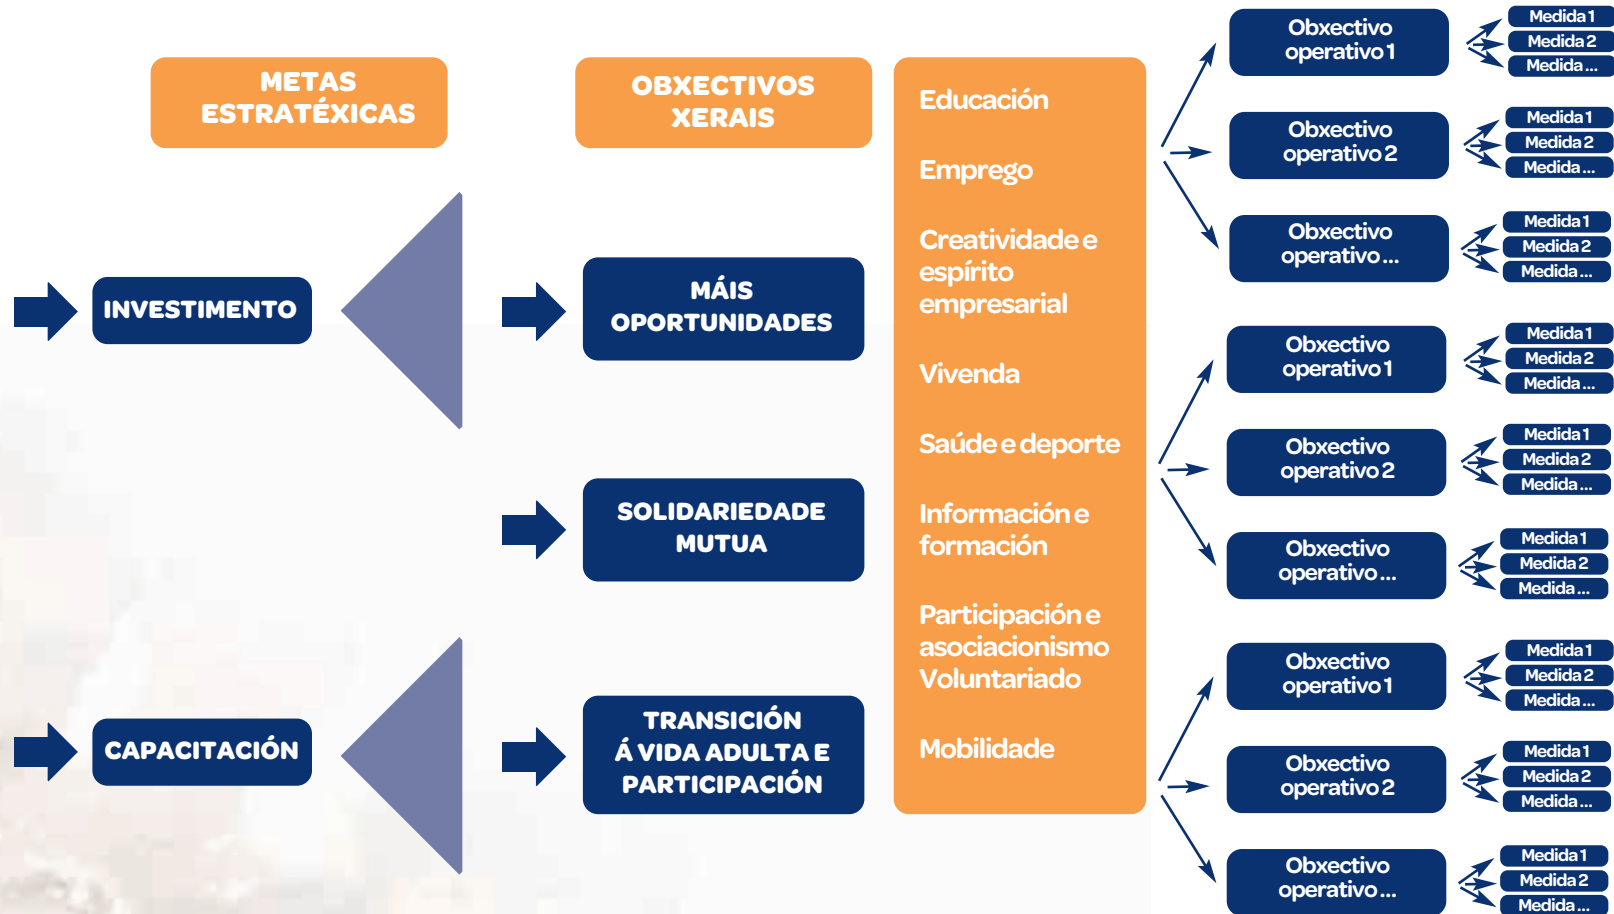 METAS
ESTRATÉXICAS
INVESTIMENTO
CAPACITACIÓN
OBXECTIVOS
XERAIS
MÁIS
OPORTUNIDADES
SOLIDARIEDADE
MUTUA
TRANSICIÓN
Á VIDA ADULTA E
PARTICIPACIÓN
Educación
Emprego
Creatividade e
espírito
empresarial
Vivenda
Saúde e deporte
Información e
formación
Participación e
asociacionismo
Voluntariado
Mobilidade
Obxectivo
operativo 1
Medida 1
Medida 2
Medida ...
Obxectivo
operativo 2
Medida 1
Medida 2
Medida ...
Obxectivo
operativo ...
Medida 1
Medida 2
Medida ...
Obxectivo
operativo 1
Medida 1
Medida 2
Medida ...
Obxectivo
operativo 2
Medida 1
Medida 2
Medida ...
Obxectivo
operativo ...
Medida 1
Medida 2
Medida ...
Obxectivo
operativo 1
Medida 1
Medida 2
Medida ...
Obxectivo
operativo 2
Medida 1
Medida 2
Medida ...
Obxectivo
operativo ...
Medida 1
Medida 2
Medida ...